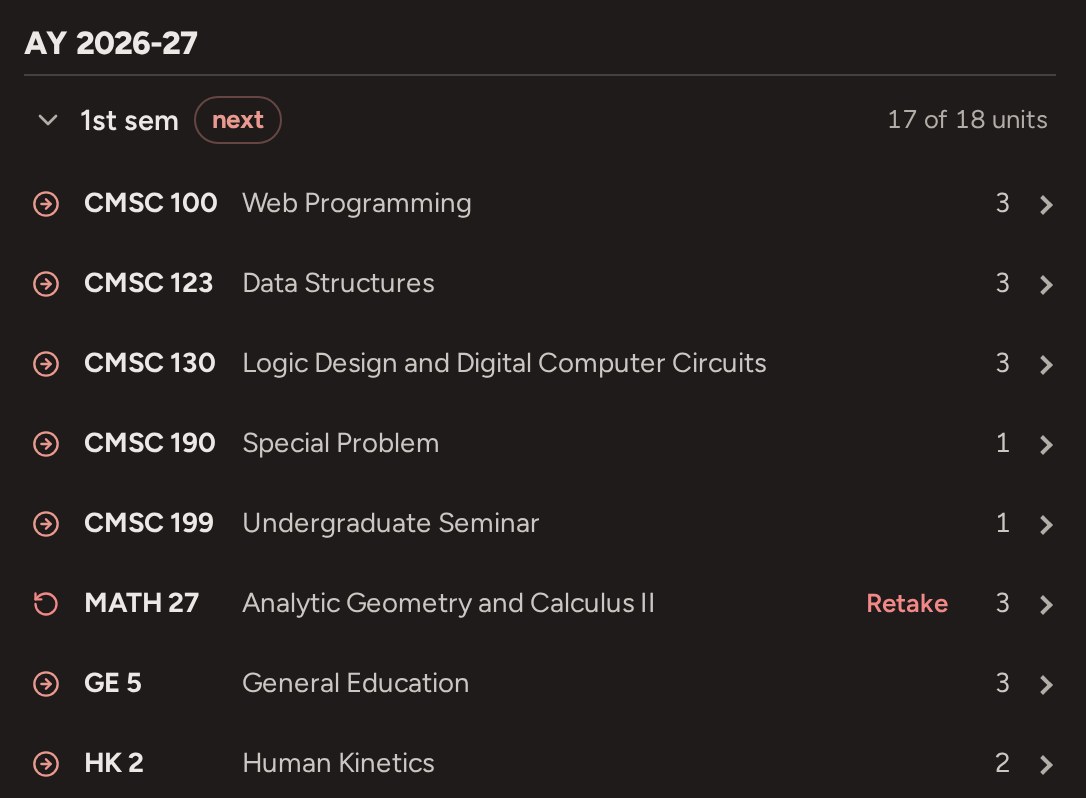 AY 2026-27
1st sem next 17 of 18 units
CMSC 100 Web Programming 3
CMSC 123 Data Structures 3
CMSC 130 Logic Design and Digital Computer Circuits 3
CMSC 190 Special Problem 1
CMSC 199 Undergraduate Seminar 1
MATH 27 Analytic Geometry and Calculus II Retake 3
GE 5 General Education 3
HK 2 Human Kinetics 2